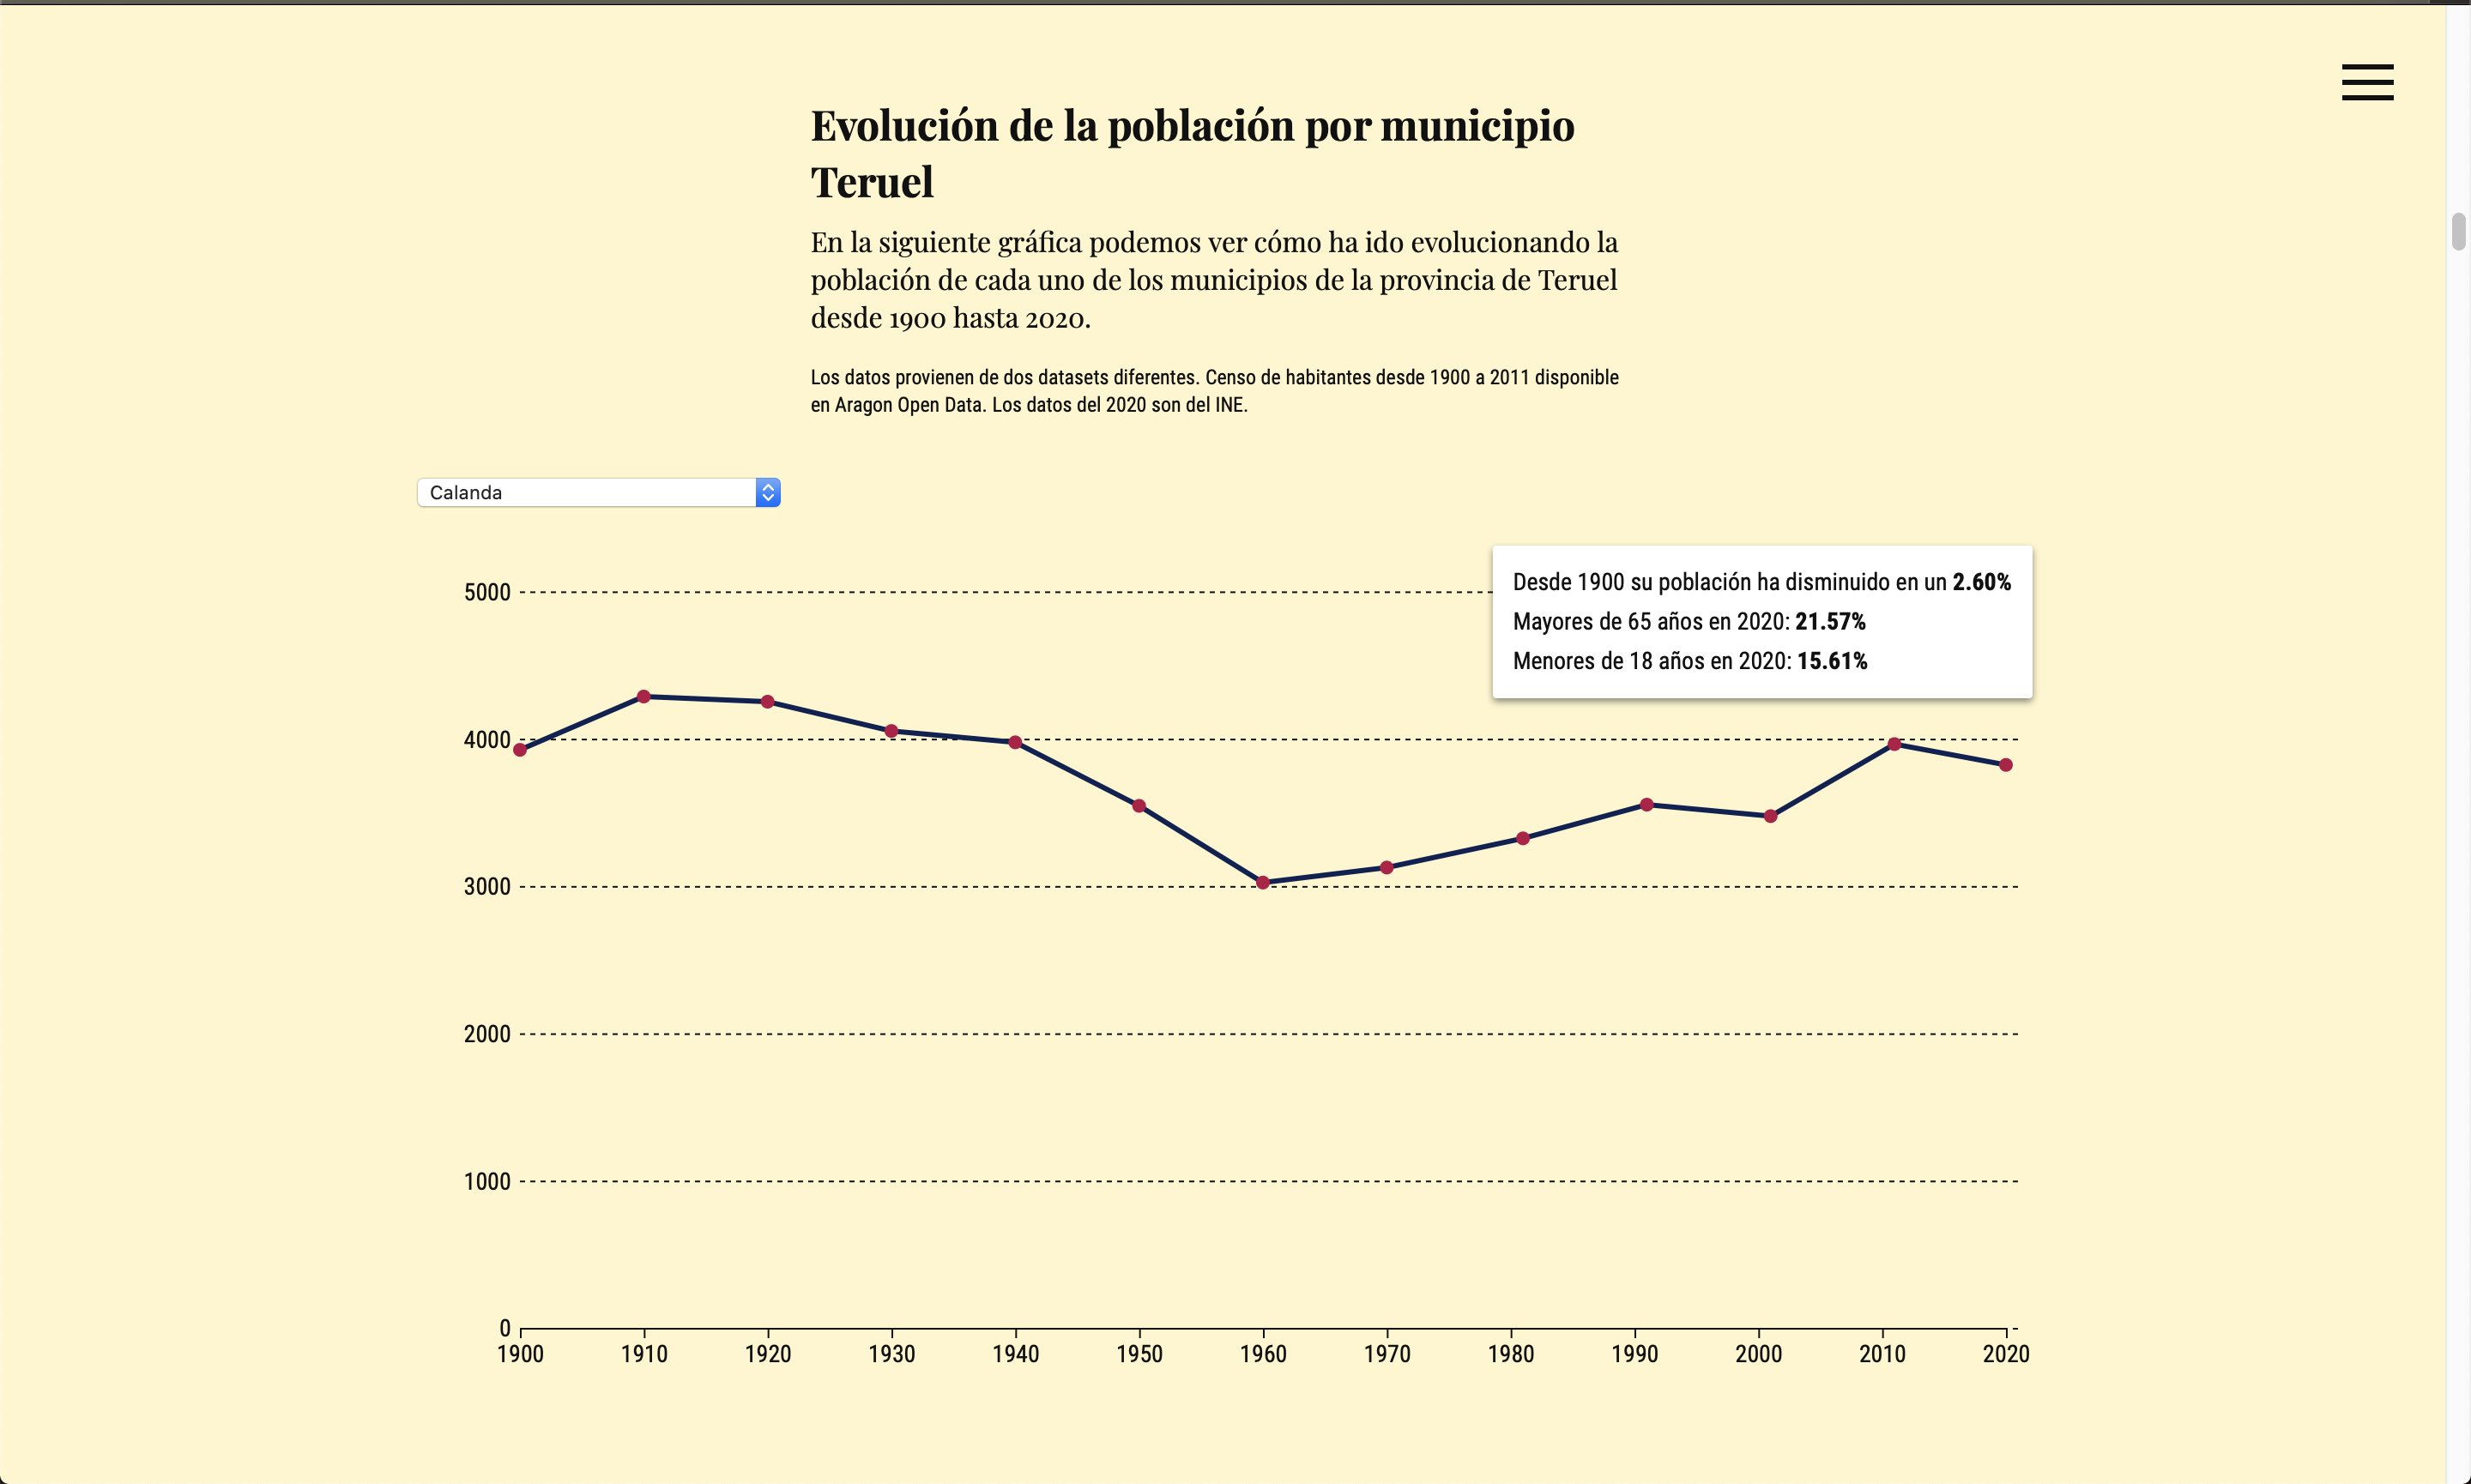 Evolución de la población por municipio
Teruel
En la siguiente gráfica podemos ver cómo ha ido evolucionando la
población de cada uno de los municipios de la provincia de Teruel
desde 1900 hasta 2020.
Los datos provienen de dos datasets diferentes. Censo de habitantes desde 1900 a 2011 disponible
en Aragon Open Data. Los datos del 2020 son del INE.
Calanda
Desde 1900 su población ha disminuido en un 2.60%
Mayores de 65 años en 2020: 21.57%
Menores de 18 años en 2020: 15.61%
5000
4000
3000
2000
1000
0
1900 1910 1920 1930 1940 1950 1960 1970 1980 1990 2000 2010 2020